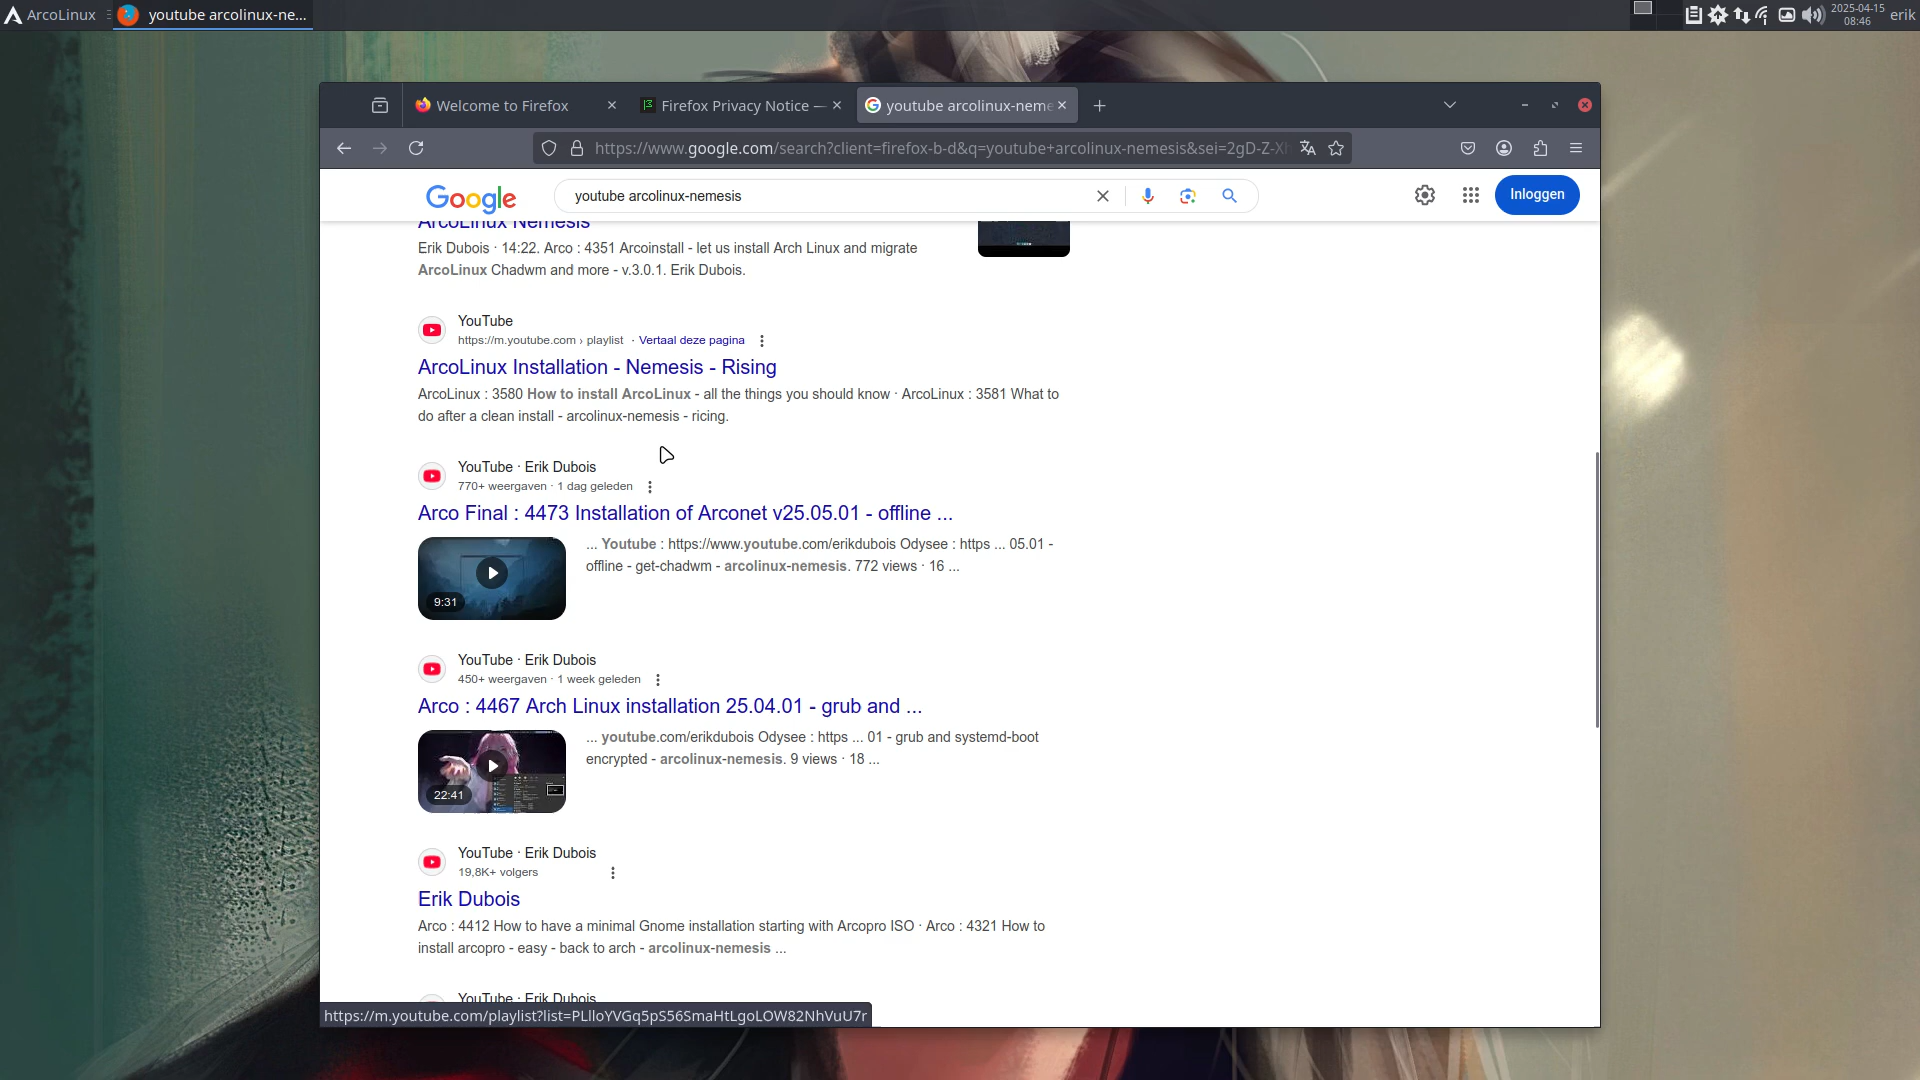 ArcoLinux
youtube arcolinux-ne...
2025-04-15
08:46
erik
Welcome to Firefox
Firefox Privacy Notice —
youtube arcolinux-neme
https://www.google.com/search?client=firefox-b-d&q=youtube+arcolinux-nemesis&sei=2gD-Z-Xh
Google
youtube arcolinux-nemesis
Inloggen
ArcoLinux Nemesis
Erik Dubois · 14:22. Arco : 4351 Arcoinstall - let us install Arch Linux and migrate
ArcoLinux Chadwm and more - v.3.0.1. Erik Dubois.
YouTube
https://m.youtube.com › playlist · Vertaal deze pagina
ArcoLinux Installation - Nemesis - Rising
ArcoLinux : 3580 How to install ArcoLinux - all the things you should know · ArcoLinux : 3581 What to
do after a clean install - arcolinux-nemesis - ricing.
YouTube · Erik Dubois
770+ weergaven · 1 dag geleden
Arco Final : 4473 Installation of Arconet v25.05.01 - offline ...
... Youtube : https://www.youtube.com/erikdubois Odysee : https ... 05.01 -
offline - get-chadwm - arcolinux-nemesis. 772 views · 16 ...
9:31
YouTube · Erik Dubois
450+ weergaven · 1 week geleden
Arco : 4467 Arch Linux installation 25.04.01 - grub and ...
... youtube.com/erikdubois Odysee : https ... 01 - grub and systemd-boot
encrypted - arcolinux-nemesis. 9 views · 18 ...
22:41
YouTube · Erik Dubois
19,8K+ volgers
Erik Dubois
Arco : 4412 How to have a minimal Gnome installation starting with Arcopro ISO · Arco : 4321 How to
install arcopro - easy - back to arch - arcolinux-nemesis ...
YouTube · Erik Dubois
https://m.youtube.com/playlist?list=PLlloYVGq5pS56SmaHtLgoLOW82NhVuU7r